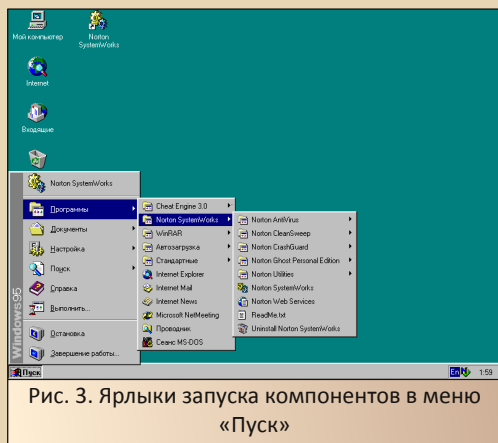 Мой компьютер
Norton SystemWorks
Internet
Входящие
Windows95
Norton SystemWorks
Программы
Документы
Настройка
Поиск
Справка
Выполнить...
Остановка
Завершение работы...
Cheat Engine 3.0
Norton SystemWorks
WinRAR
Автозагрузка
Стандартные
Internet Explorer
Internet Mail
Internet News
Microsoft NetMeeting
Проводник
Сеанс MS-DOS
Norton AntiVirus
Norton CleanSweep
Norton CrashGuard
Norton Ghost Personal Edition
Norton Utilities
Norton SystemWorks
Norton Web Services
ReadMe.txt
Uninstall Norton SystemWorks
Пуск
En
1:59
Рис. 3. Ярлыки запуска компонентов в меню
«Пуск»